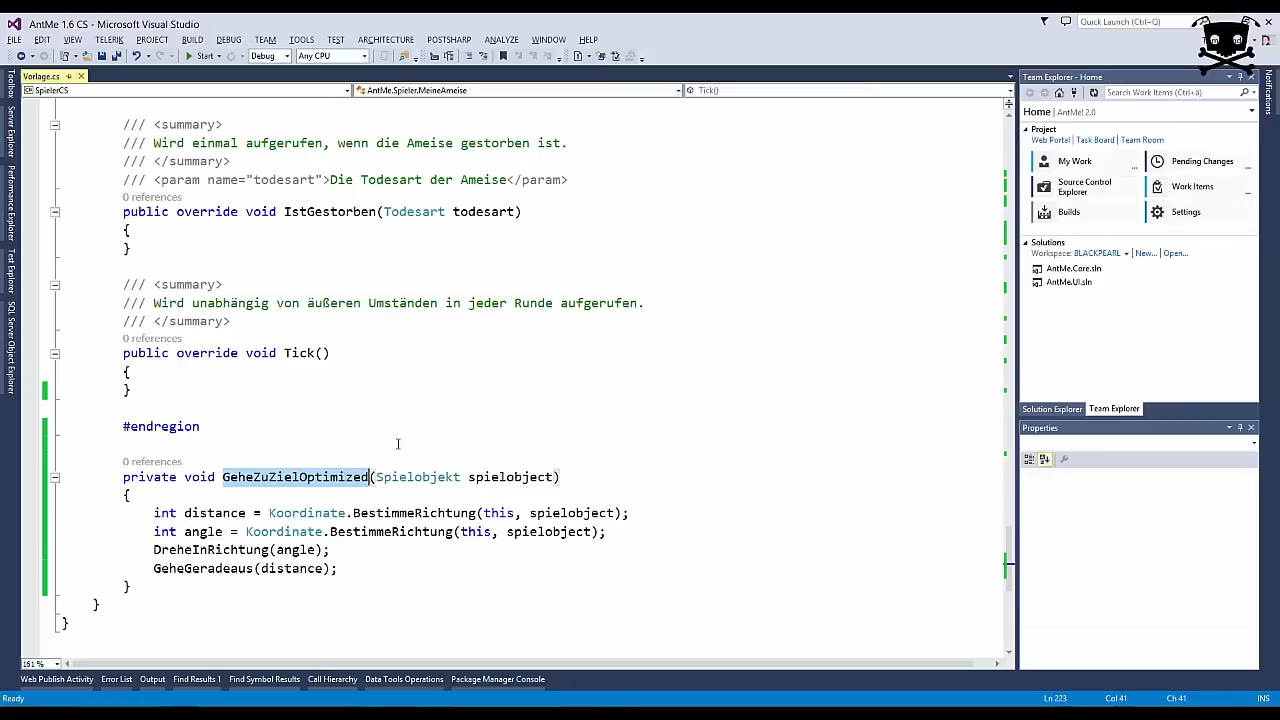 AntMe 1.6 CS - Microsoft Visual Studio
Quick Launch (Ctrl+Q)
FILE EDIT VIEW TELERIK PROJECT BUILD DEBUG TEAM TOOLS TEST ARCHITECTURE POSTSHARP ANALYZE WINDOW HELP
Start Debug Any CPU
Vorlage.cs
SpielerCS
AntMe.Spieler.MeineAmeise
Tick()
/// <summary>
/// Wird einmal aufgerufen, wenn die Ameise gestorben ist.
/// </summary>
/// <param name="todesart">Die Todesart der Ameise</param>
0 references
public override void IstGestorben(Todesart todesart)
{
}
/// <summary>
/// Wird unabhängig von äußeren Umständen in jeder Runde aufgerufen.
/// </summary>
0 references
public override void Tick()
{
}
#endregion
0 references
private void GeheZuZielOptimized(Spielobjekt spielobject)
{
int distance = Koordinate.BestimmeRichtung(this, spielobject);
int angle = Koordinate.BestimmeRichtung(this, spielobject);
DreheInRichtung(angle);
GeheGeradeaus(distance);
}
}
}
161 %
Toolbox
Server Explorer
Performance Explorer
Test Explorer
SQL Server Object Explorer
Team Explorer - Home
Search Work Items (Ctrl+ä)
Home | AntMe! 2.0
Project
Web Portal | Task Board | Team Room
My Work
Pending Changes
Source Control Explorer
Work Items
Builds
Settings
Solutions
Workspace: BLACKPEARL New... Open...
AntMe.Core.sln
AntMe.UI.sln
Solution Explorer Team Explorer
Properties
Notifications
Web Publish Activity Error List Output Find Results 1 Find Symbol Results Call Hierarchy Data Tools Operations Package Manager Console
Ready
Ln 223 Col 41 Ch 41 INS